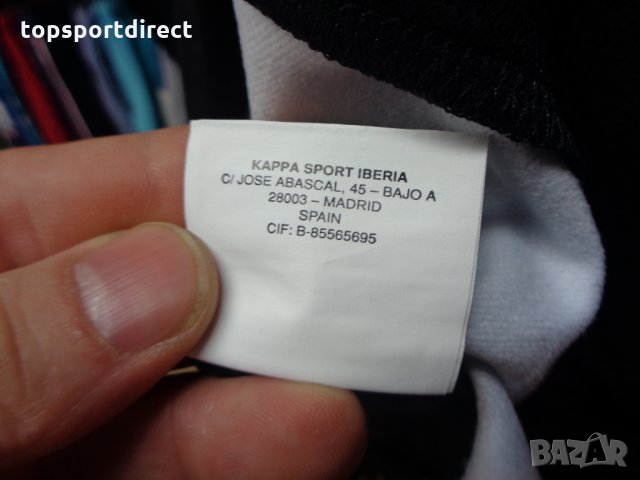 topsportdirect
KAPPA SPORT IBERIA
C/ JOSE ABASCAL, 45 – BAJO A
28003 – MADRID
SPAIN
CIF: B-85565695
BAZAR